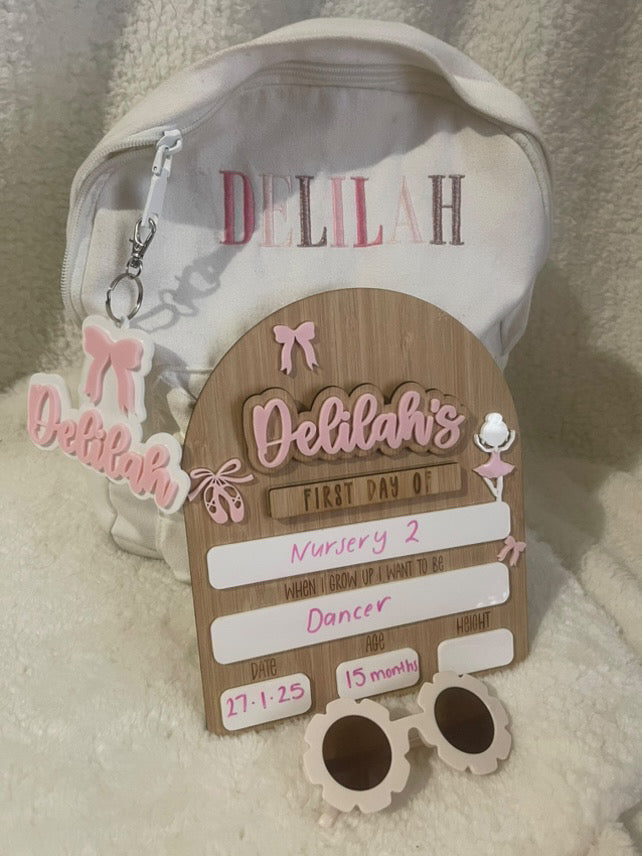 DELILAH
Delilah
Delilah's
FIRST DAY OF
Nursery 2
WHEN I GROW UP I WANT TO BE
Dancer
DATE AGE HEIGHT
27.1.25 15 months